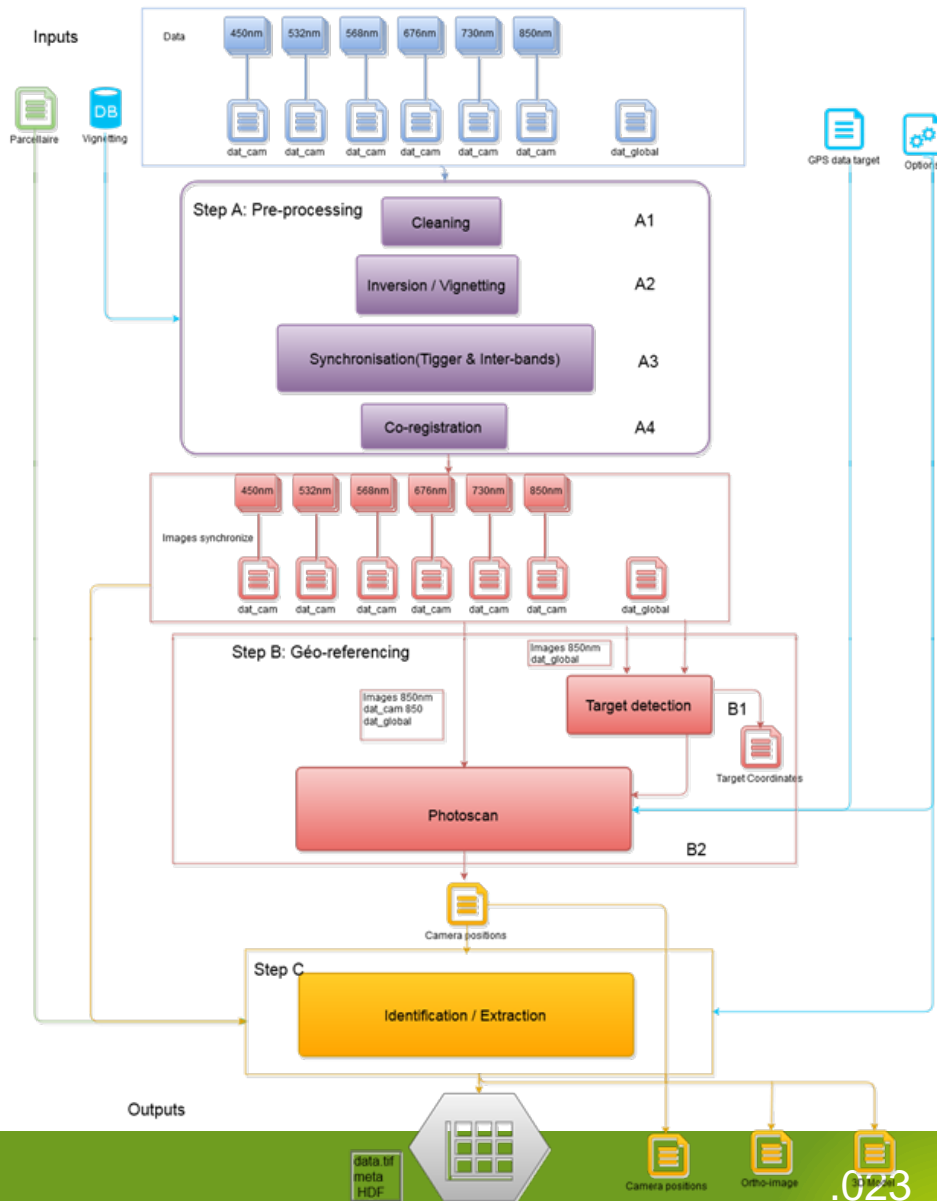 Inputs
Data
450nm 532nm 568nm 676nm 730nm 850nm
Parcellaire
DB
Vignetting
dat_cam dat_cam dat_cam dat_cam dat_cam dat_cam dat_global
GPS data target
Options
Step A: Pre-processing
Cleaning A1
Inversion / Vignetting A2
Synchronisation(Tigger & Inter-bands) A3
Co-registration A4
450nm 532nm 568nm 676nm 730nm 850nm
Images synchronize
dat_cam dat_cam dat_cam dat_cam dat_cam dat_cam dat_global
Step B: Géo-referencing
Images 850nm
dat_global
Images 850nm
dat_cam 850
dat_global
Target detection
B1
Target Coordinates
Photoscan
B2
Camera positions
Step C
Identification / Extraction
Outputs
data.tif
meta
HDF
Camera positions
Ortho-image
3D Model
.023